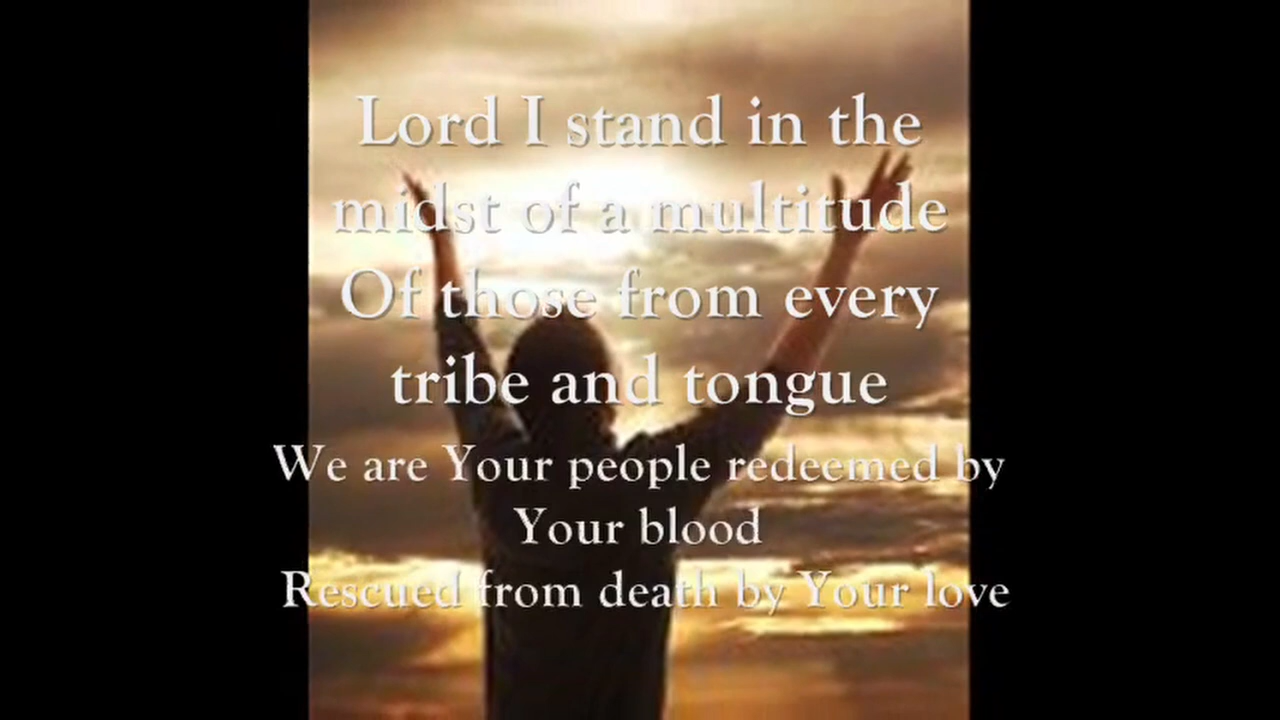 Lord I stand in the
midst of a multitude
Of those from every
tribe and tongue
We are Your people redeemed by
Your blood
Rescued from death by Your love